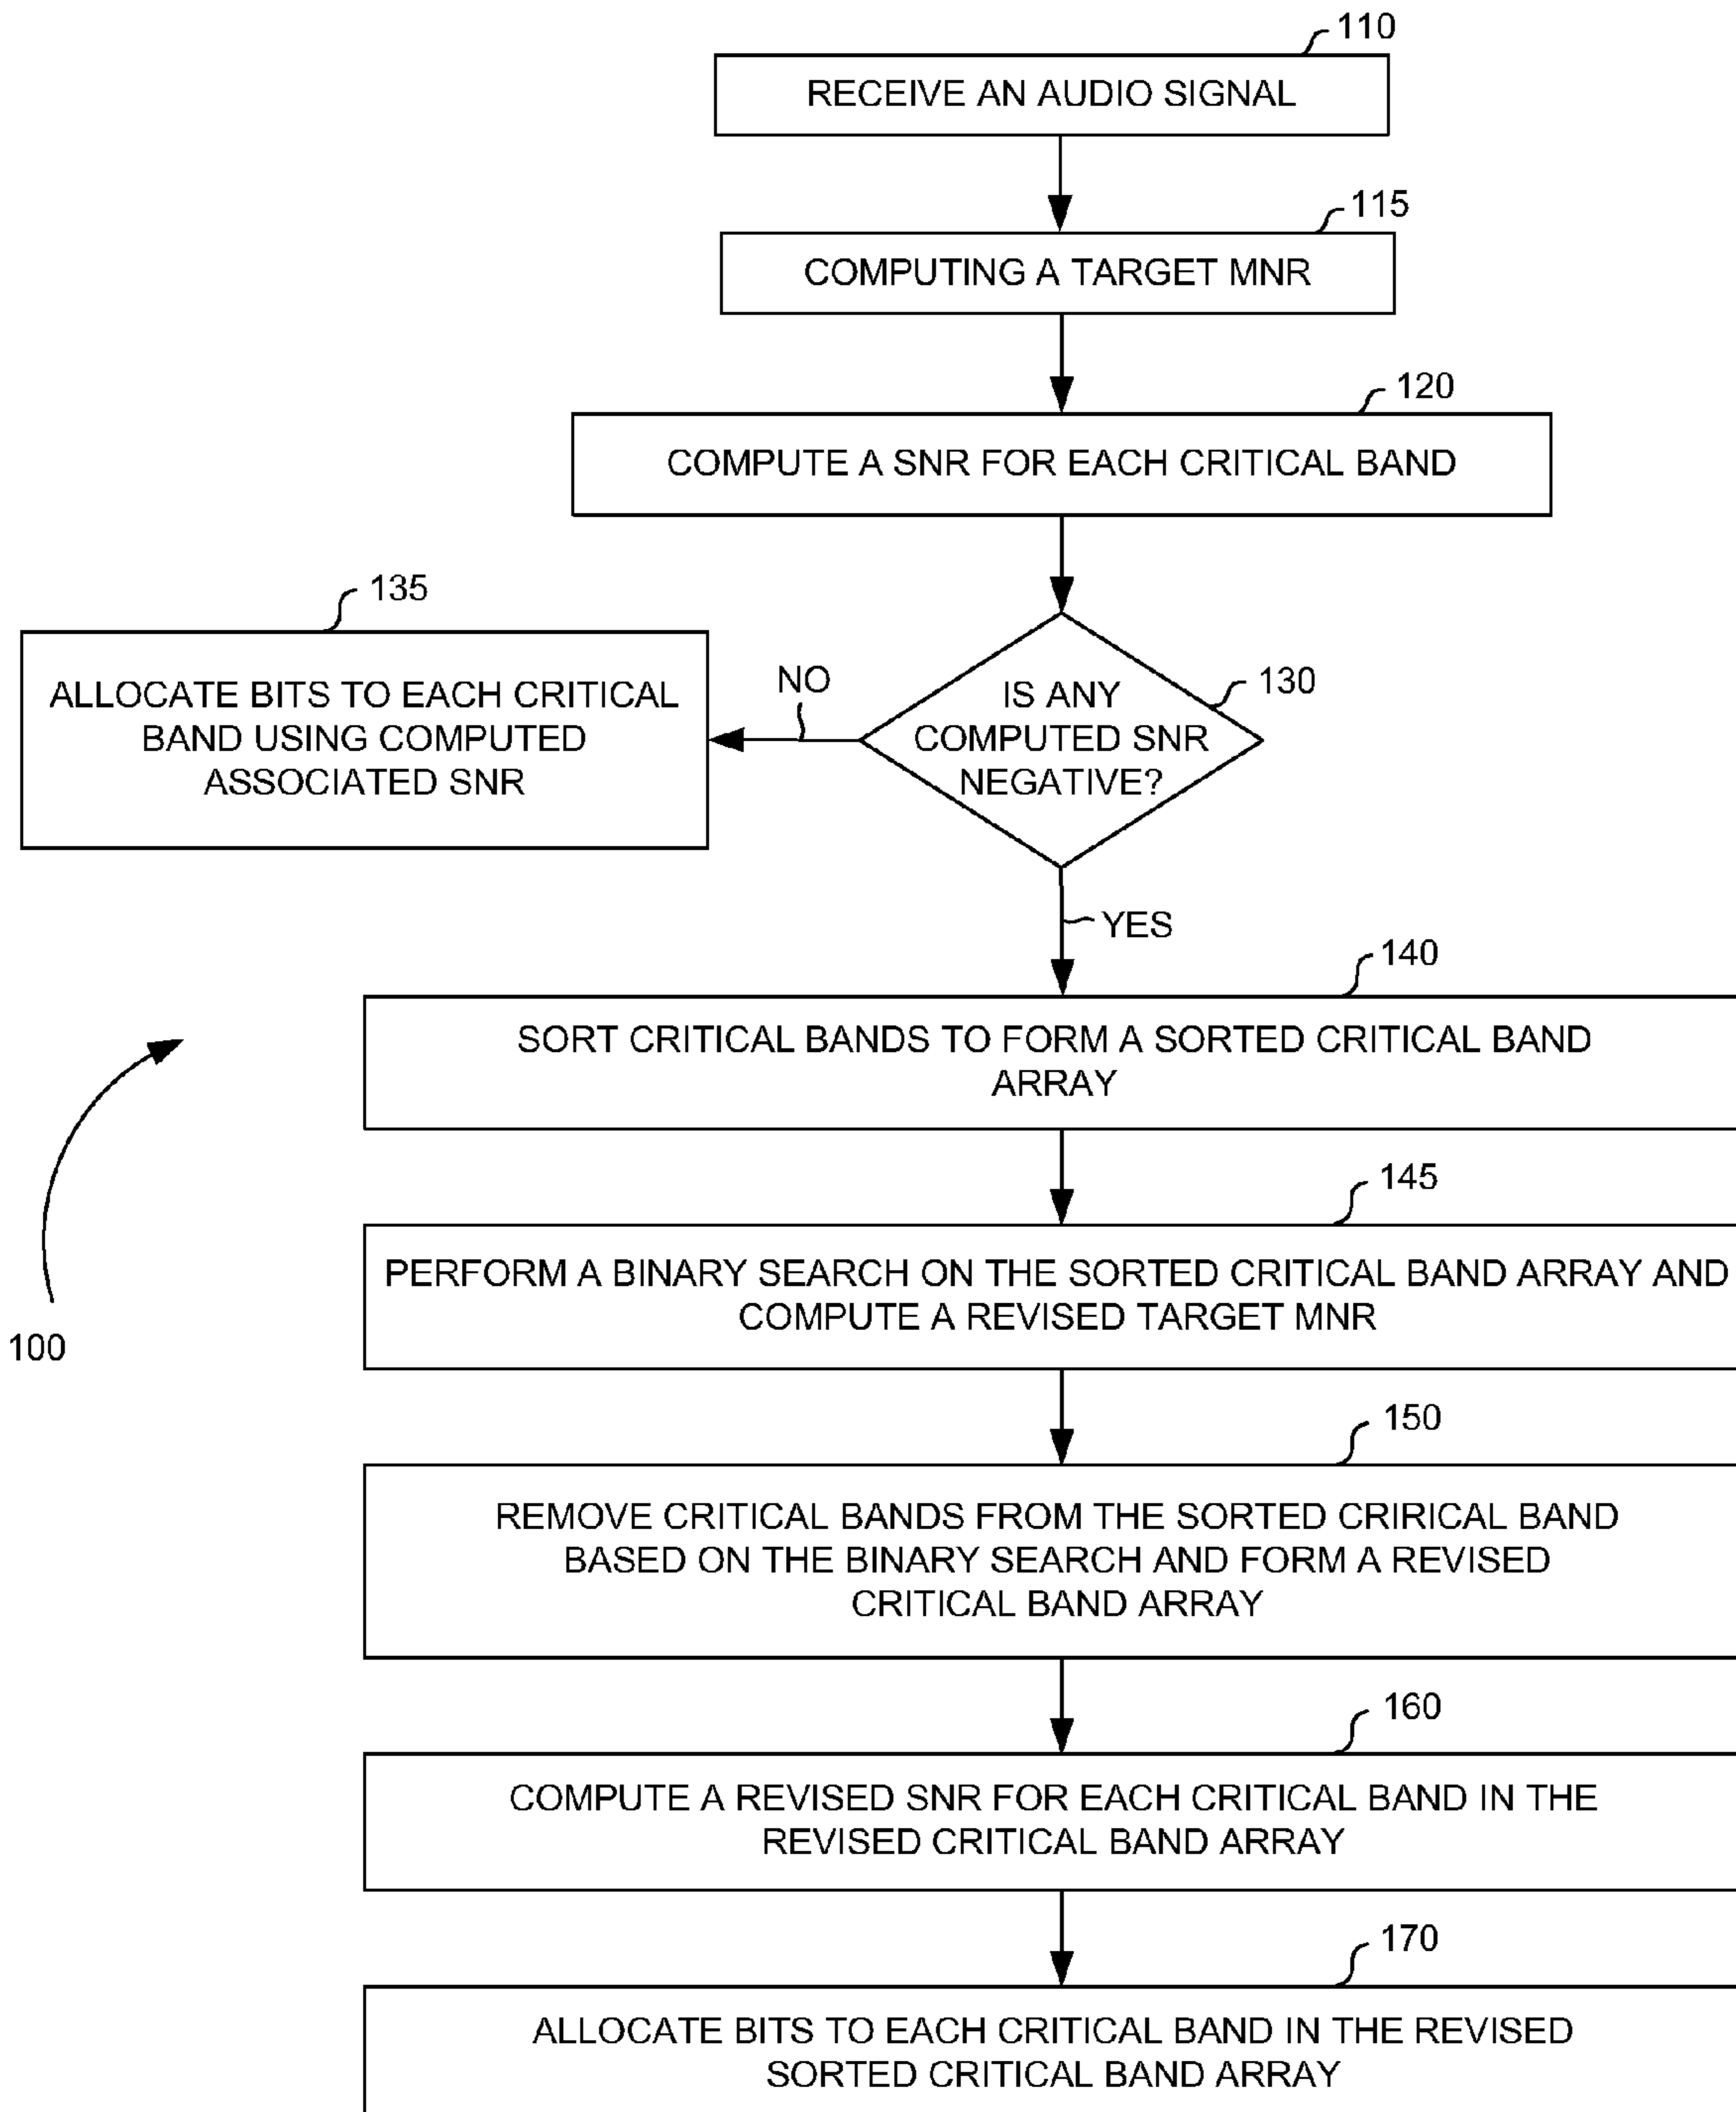 110
RECEIVE AN AUDIO SIGNAL
115
COMPUTING A TARGET MNR
120
COMPUTE A SNR FOR EACH CRITICAL BAND
135
ALLOCATE BITS TO EACH CRITICAL
BAND USING COMPUTED
ASSOCIATED SNR
NO
130
IS ANY
COMPUTED SNR
NEGATIVE?
YES
140
SORT CRITICAL BANDS TO FORM A SORTED CRITICAL BAND
ARRAY
145
PERFORM A BINARY SEARCH ON THE SORTED CRITICAL BAND ARRAY AND
COMPUTE A REVISED TARGET MNR
100
150
REMOVE CRITICAL BANDS FROM THE SORTED CRIRICAL BAND
BASED ON THE BINARY SEARCH AND FORM A REVISED
CRITICAL BAND ARRAY
160
COMPUTE A REVISED SNR FOR EACH CRITICAL BAND IN THE
REVISED CRITICAL BAND ARRAY
170
ALLOCATE BITS TO EACH CRITICAL BAND IN THE REVISED
SORTED CRITICAL BAND ARRAY